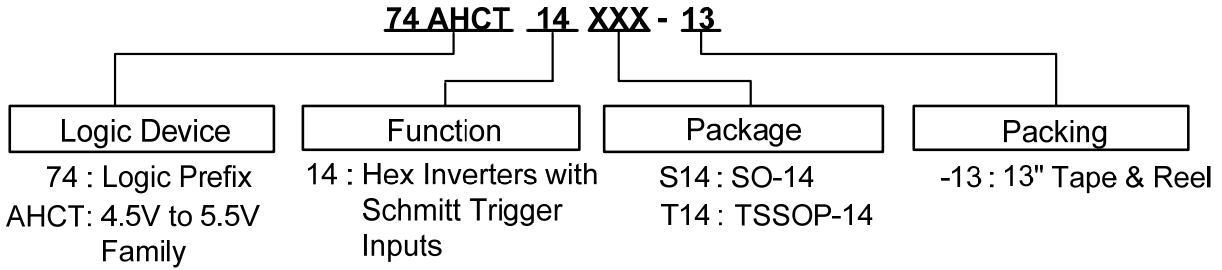 74 AHCT 14 XXX - 13
Logic Device
74 : Logic Prefix
AHCT: 4.5V to 5.5V
Family
Function
14 : Hex Inverters with
Schmitt Trigger
Inputs
Package
S14 : SO-14
T14 : TSSOP-14
Packing
-13 : 13" Tape & Reel